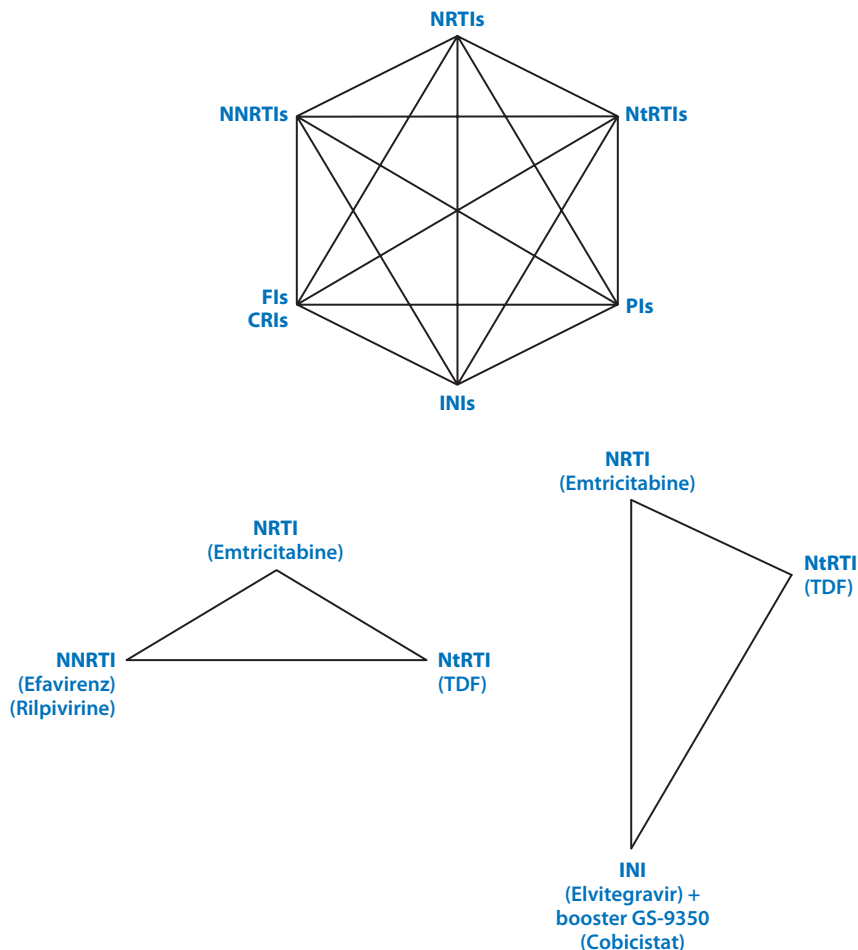 NRTIs
NNRTIs
NtRTIs
FIs
CRIs
PIs
INIs
NRTI
(Emtricitabine)
NNRTI
(Efavirenz)
(Rilpivirine)
NtRTI
(TDF)
NRTI
(Emtricitabine)
NtRTI
(TDF)
INI
(Elvitegravir) +
booster GS-9350
(Cobicistat)